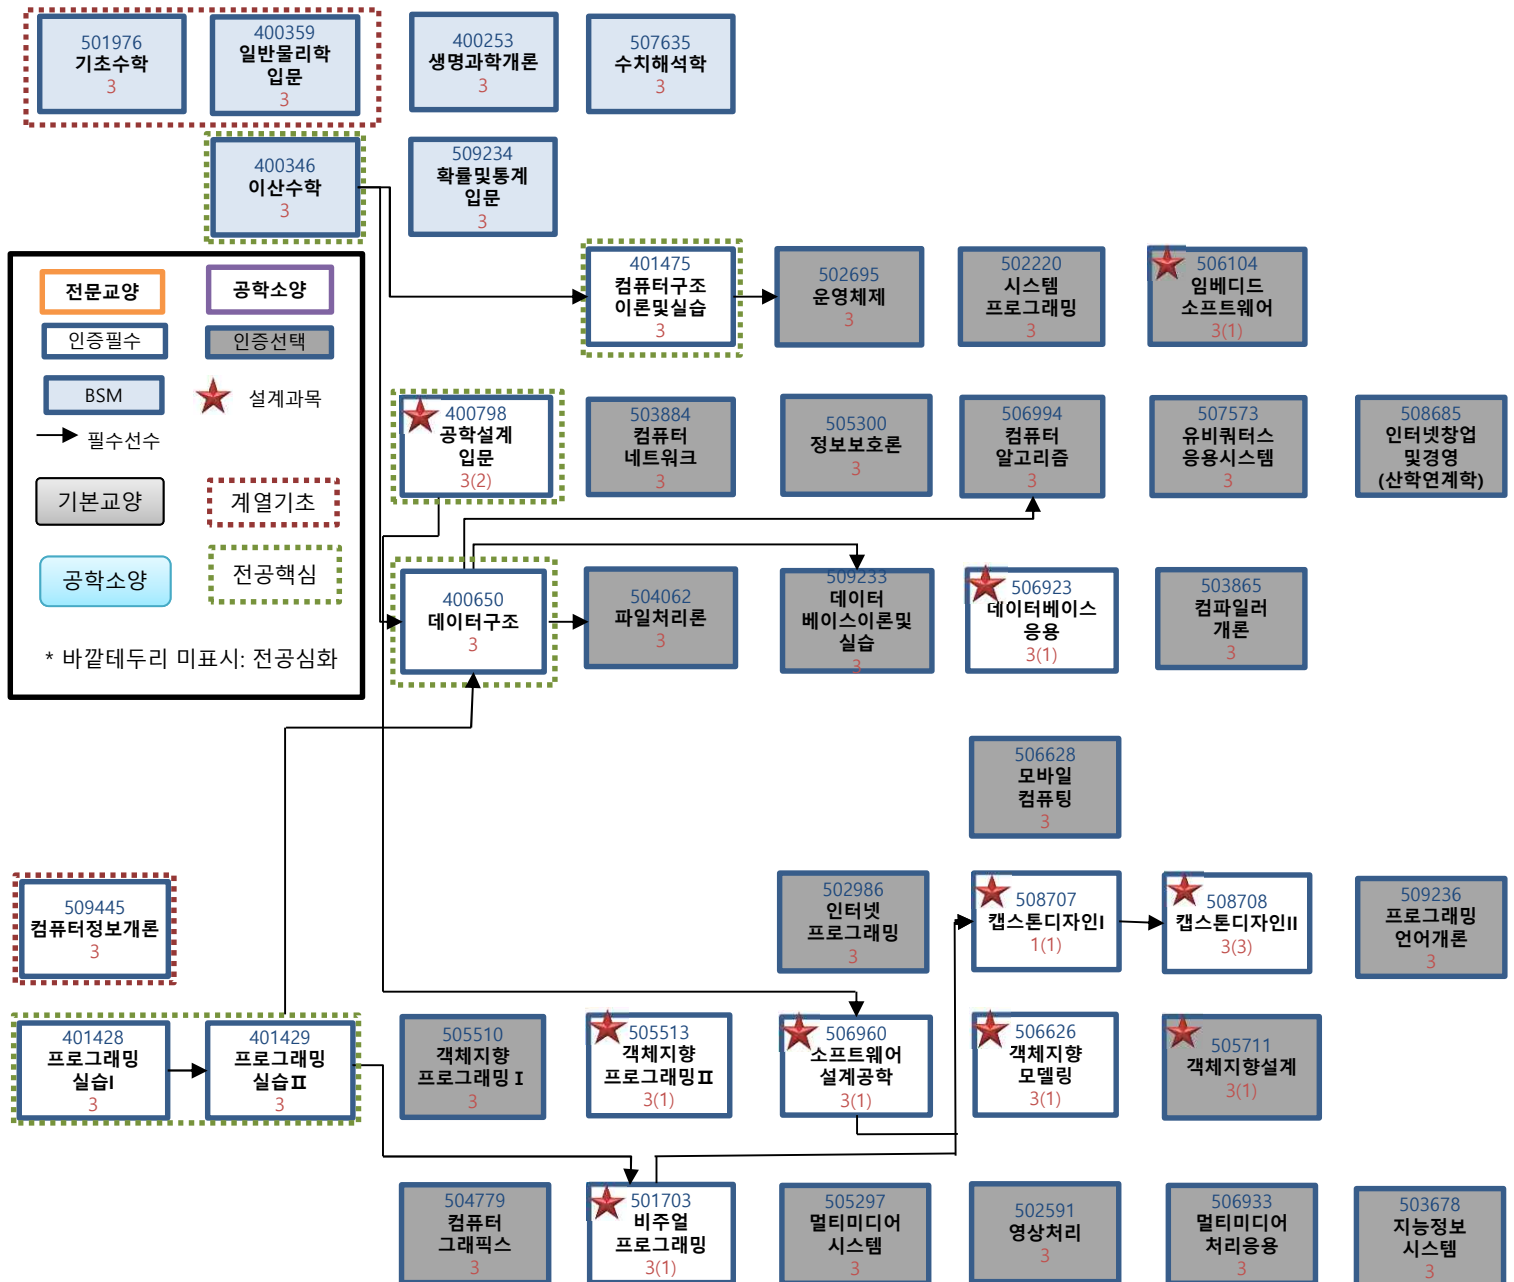 501976
기초수학
3
400359
일반물리학
입문
3
400253
생명과학개론
3
507635
수치해석학
3
400346
이산수학
3
509234
확률및통계
입문
3
전문교양
공학소양
인증필수
인증선택
BSM
설계과목
필수선수
기본교양
계열기초
공학소양
전공핵심
* 바깥테두리 미표시: 전공심화
401475
컴퓨터구조
이론및실습
3
502695
운영체제
3
502220
시스템
프로그래밍
3
506104
임베디드
소프트웨어
3(1)
400798
공학설계
입문
3(2)
503884
컴퓨터
네트워크
3
505300
정보보호론
3
506994
컴퓨터
알고리즘
3
507573
유비쿼터스
응용시스템
3
508685
인터넷창업
및경영
(산학연계학)
400650
데이터구조
3
504062
파일처리론
3
509233
데이터
베이스이론및
실습
3
506923
데이터베이스
응용
3(1)
503865
컴파일러
개론
3
506628
모바일
컴퓨팅
3
509445
컴퓨터정보개론
3
502986
인터넷
프로그래밍
3
508707
캡스톤디자인I
1(1)
508708
캡스톤디자인II
3(3)
509236
프로그래밍
언어개론
3
401428
프로그래밍
실습I
3
401429
프로그래밍
실습Ⅱ
3
505510
객체지향
프로그래밍Ⅰ
3
505513
객체지향
프로그래밍Ⅱ
3(1)
506960
소프트웨어
설계공학
3(1)
506626
객체지향
모델링
3(1)
505711
객체지향설계
3(1)
504779
컴퓨터
그래픽스
3
501703
비주얼
프로그래밍
3(1)
505297
멀티미디어
시스템
3
502591
영상처리
3
506933
멀티미디어
처리응용
3
503678
지능정보
시스템
3